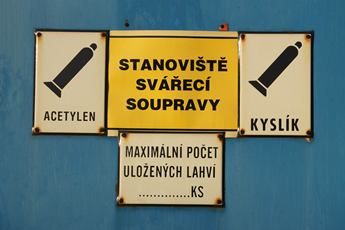 ACETYLEN
STANOVIŠTĚ
SVÁŘECÍ
SOUPRAVY
KYSLÍK
MAXIMÁLNÍ POČET
ULOŽENÝCH LAHVÍ
..............KS